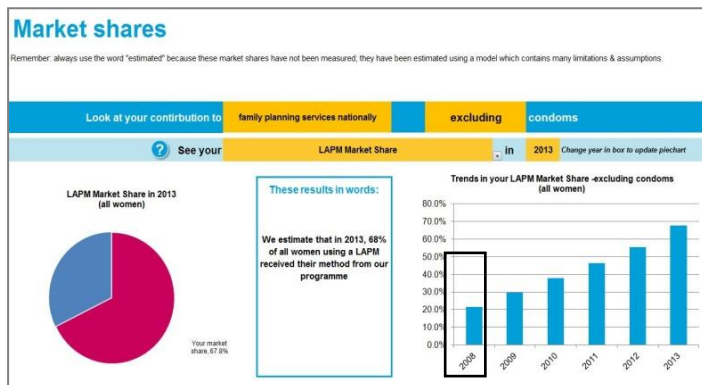 Market shares
Remember: always use the word "estimated" because these market shares have not been measured; they have been estimated using a model which contains many limitations & assumptions.
Look at your contirbution to family planning services nationally excluding condoms
? See your LAPM Market Share in 2013 Change year in box to update piechart
LAPM Market Share in 2013
(all women)
Your market
share, 67.8%
These results in words:
We estimate that in 2013, 68%
of all women using a LAPM
received their method from our
programme
Trends in your LAPM Market Share -excluding condoms
(all women)
80.0%
70.0%
60.0%
50.0%
40.0%
30.0%
20.0%
10.0%
0.0%
2008 2009 2010 2011 2012 2013